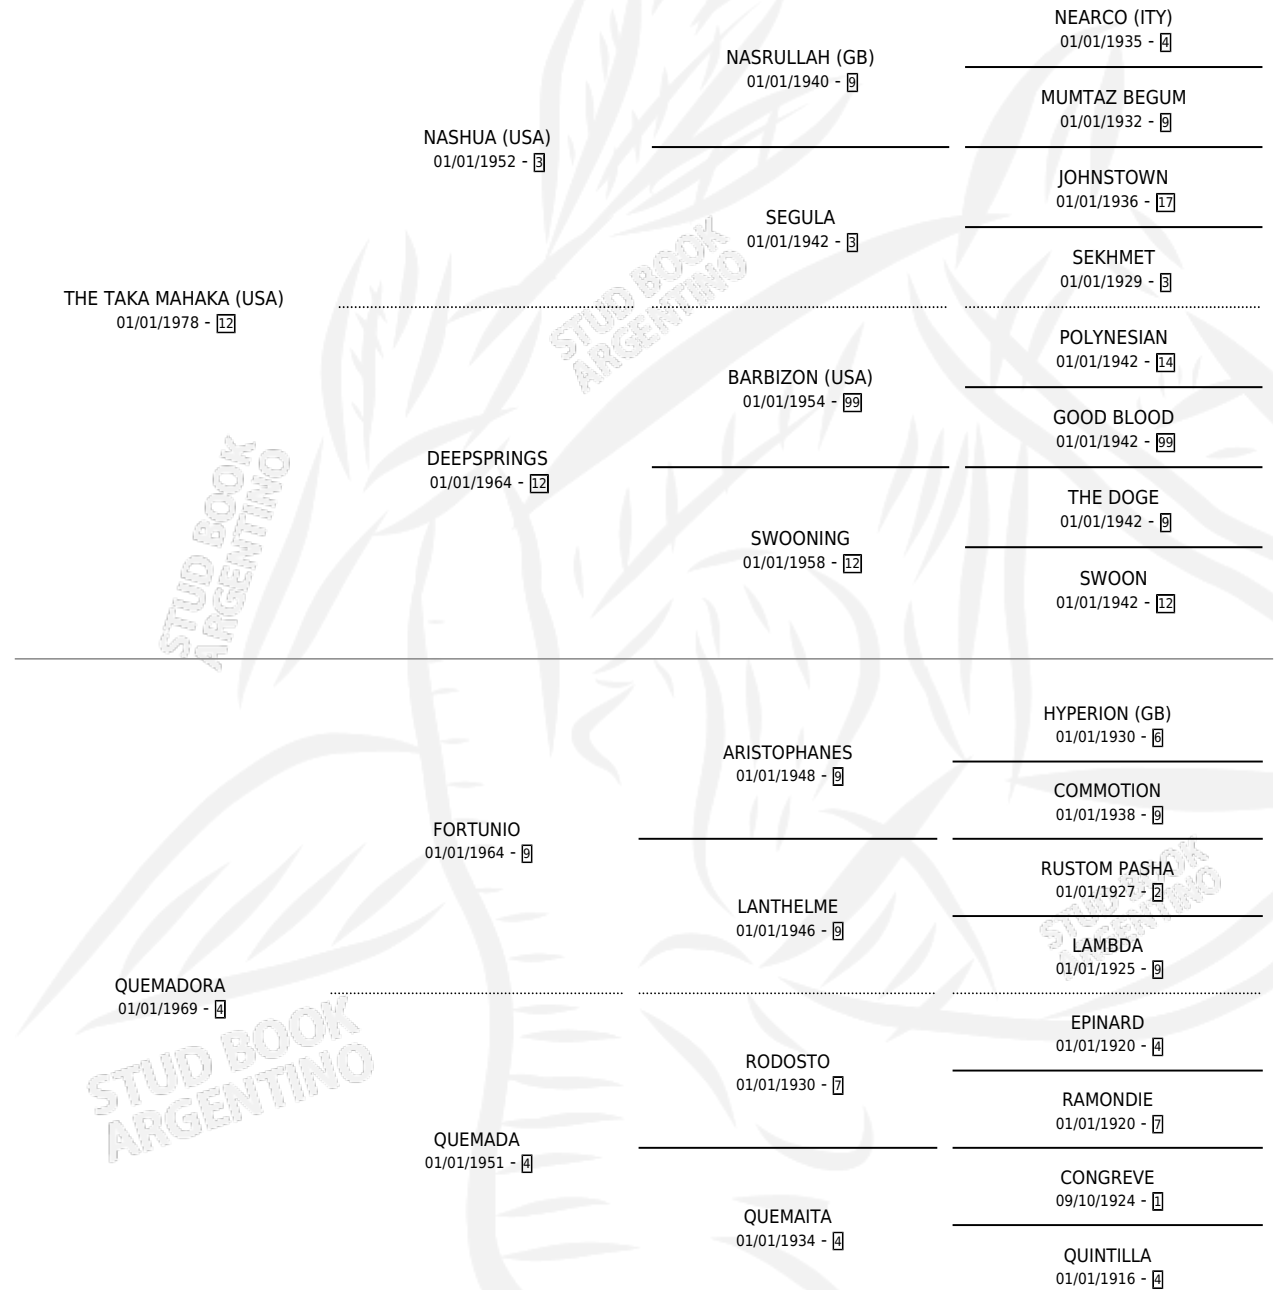 NEARCO (ITY)
01/01/1935 - 4
NASRULLAH (GB)
01/01/1940 - 9
MUMTAZ BEGUM
01/01/1932 - 9
NASHUA (USA)
01/01/1952 - 3
JOHNSTOWN
01/01/1936 - 17
SEGULA
01/01/1942 - 3
SEKHMET
01/01/1929 - 3
THE TAKA MAHAKA (USA)
01/01/1978 - 12
POLYNESIAN
01/01/1942 - 14
BARBIZON (USA)
01/01/1954 - 99
GOOD BLOOD
01/01/1942 - 99
DEEPSPRINGS
01/01/1964 - 12
THE DOGE
01/01/1942 - 9
SWOONING
01/01/1958 - 12
SWOON
01/01/1942 - 12
HYPERION (GB)
01/01/1930 - 6
ARISTOPHANES
01/01/1948 - 9
COMMOTION
01/01/1938 - 9
FORTUNIO
01/01/1964 - 9
RUSTOM PASHA
01/01/1927 - 2
LANTHELME
01/01/1946 - 9
LAMBDA
01/01/1925 - 9
QUEMADORA
01/01/1969 - 4
EPINARD
01/01/1920 - 4
RODOSTO
01/01/1930 - 7
RAMONDIE
01/01/1920 - 7
QUEMADA
01/01/1951 - 4
CONGREVE
09/10/1924 - 1
QUEMAITA
01/01/1934 - 4
QUINTILLA
01/01/1916 - 4
STUD BOOK
ARGENTINO
STUD BOOK
ARGENTINO
STUD BOOK
ARGENTINO
STUD BOOK
ARGENTINO